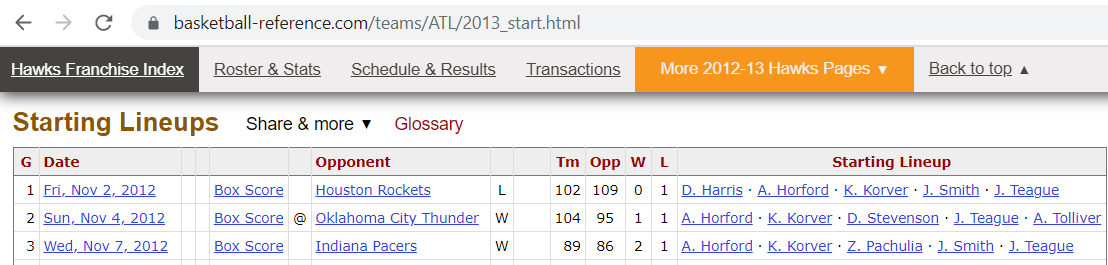 basketball-reference.com/teams/ATL/2013_start.html
Hawks Franchise Index Roster & Stats Schedule & Results Transactions More 2012-13 Hawks Pages ▼ Back to top ▲
Starting Lineups Share & more ▼ Glossary
G Date Opponent Tm Opp W L Starting Lineup
1 Fri, Nov 2, 2012 Box Score Houston Rockets L 102 109 0 1 D. Harris · A. Horford · K. Korver · J. Smith · J. Teague
2 Sun, Nov 4, 2012 Box Score @ Oklahoma City Thunder W 104 95 1 1 A. Horford · K. Korver · D. Stevenson · J. Teague · A. Tolliver
3 Wed, Nov 7, 2012 Box Score Indiana Pacers W 89 86 2 1 A. Horford · K. Korver · Z. Pachulia · J. Smith · J. Teague